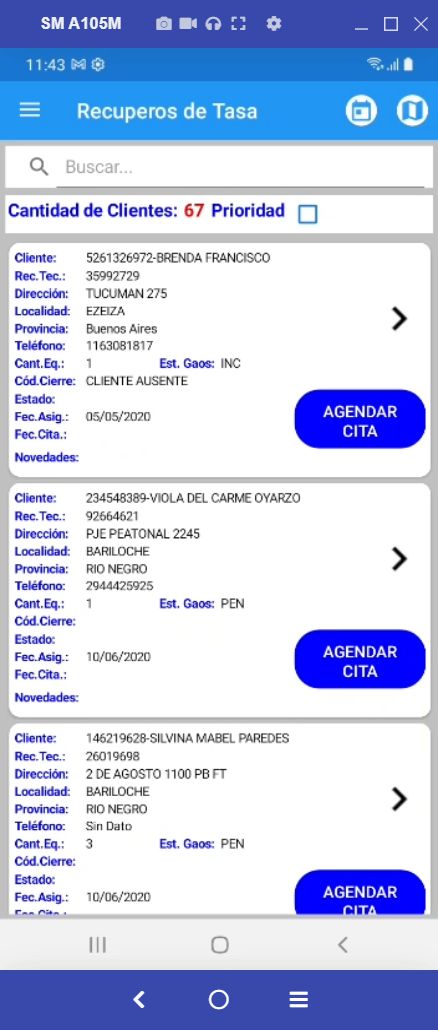 SM A105M
11:43
Recuperos de Tasa
Buscar...
Cantidad de Clientes: 67 Prioridad
Cliente: 5261326972-BRENDA FRANCISCO
Rec.Tec.: 35992729
Dirección: TUCUMAN 275
Localidad: EZEIZA
Provincia: Buenos Aires
Teléfono: 1163081817
Cant.Eq.: 1 Est. Gaos: INC
Cód.Cierre: CLIENTE AUSENTE
Estado:
Fec.Asig.: 05/05/2020
Fec.Cita.:
Novedades:
AGENDAR
CITA
Cliente: 234548389-VIOLA DEL CARME OYARZO
Rec.Tec.: 92664621
Dirección: PJE PEATONAL 2245
Localidad: BARILOCHE
Provincia: RIO NEGRO
Teléfono: 2944425925
Cant.Eq.: 1 Est. Gaos: PEN
Cód.Cierre:
Estado:
Fec.Asig.: 10/06/2020
Fec.Cita.:
Novedades:
AGENDAR
CITA
Cliente: 146219628-SILVINA MABEL PAREDES
Rec.Tec.: 26019698
Dirección: 2 DE AGOSTO 1100 PB FT
Localidad: BARILOCHE
Provincia: RIO NEGRO
Teléfono: Sin Dato
Cant.Eq.: 3 Est. Gaos: PEN
Cód.Cierre:
Estado:
Fec.Asig.: 10/06/2020
Fec.Cita.:
AGENDAR
CITA